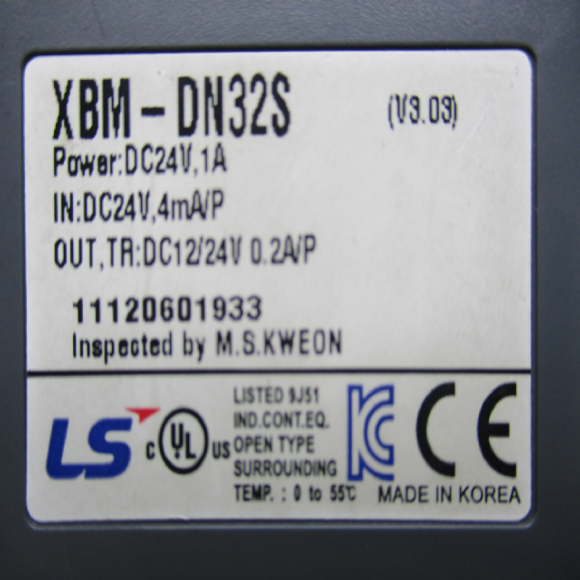 XBM-DN32S (V3.03)
Power:DC24V,1A
IN:DC24V,4mA/P
OUT,TR:DC12/24V 0.2A/P
11120601933
Inspected by M.S.KWEON
LS
C UL US
LISTED 9J51
IND.CONT.EQ.
OPEN TYPE
SURROUNDING
TEMP. : 0 to 55℃
KC
CE
MADE IN KOREA